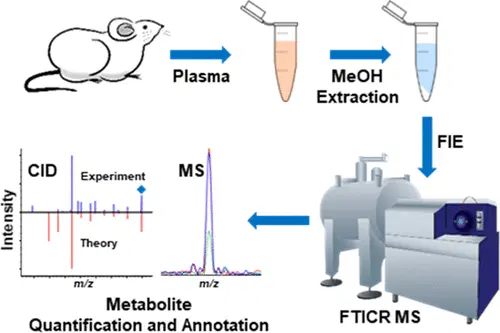 Plasma
MeOH
Extraction
FIE
FTICR MS
CID
Experiment
Theory
Intensity
m/z
MS
m/z
Metabolite
Quantification and Annotation